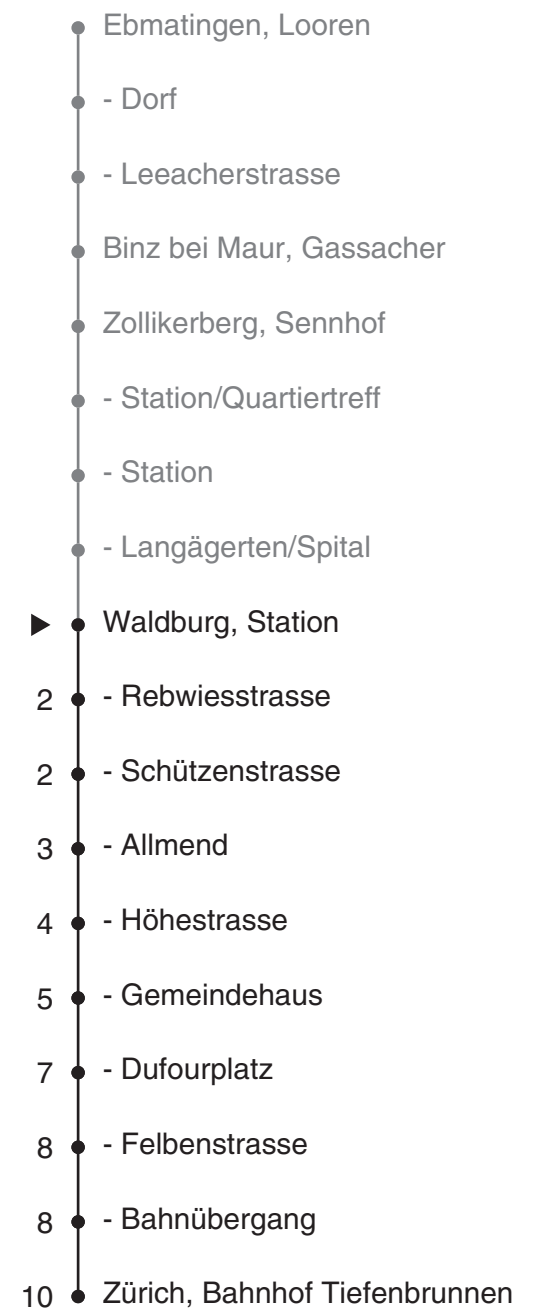 Ebmatingen, Looren
- Dorf
- Leeacherstrasse
Binz bei Maur, Gassacher
Zollikerberg, Sennhof
- Station/Quartiertreff
- Station
- Langägerten/Spital
Waldburg, Station
2 - Rebwiesstrasse
2 - Schützenstrasse
3 - Allmend
4 - Höhestrasse
5 - Gemeindehaus
7 - Dufourplatz
8 - Felbenstrasse
8 - Bahnübergang
10 Zürich, Bahnhof Tiefenbrunnen